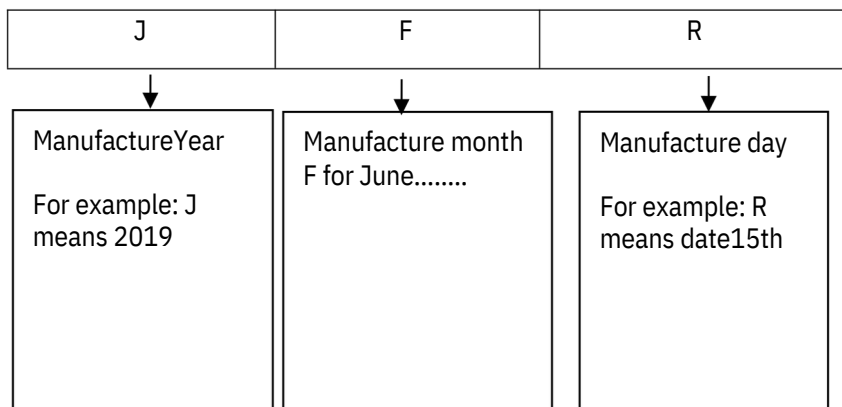 J F R
ManufactureYear
For example: J
means 2019
Manufacture month
F for June........
Manufacture day
For example: R
means date15th